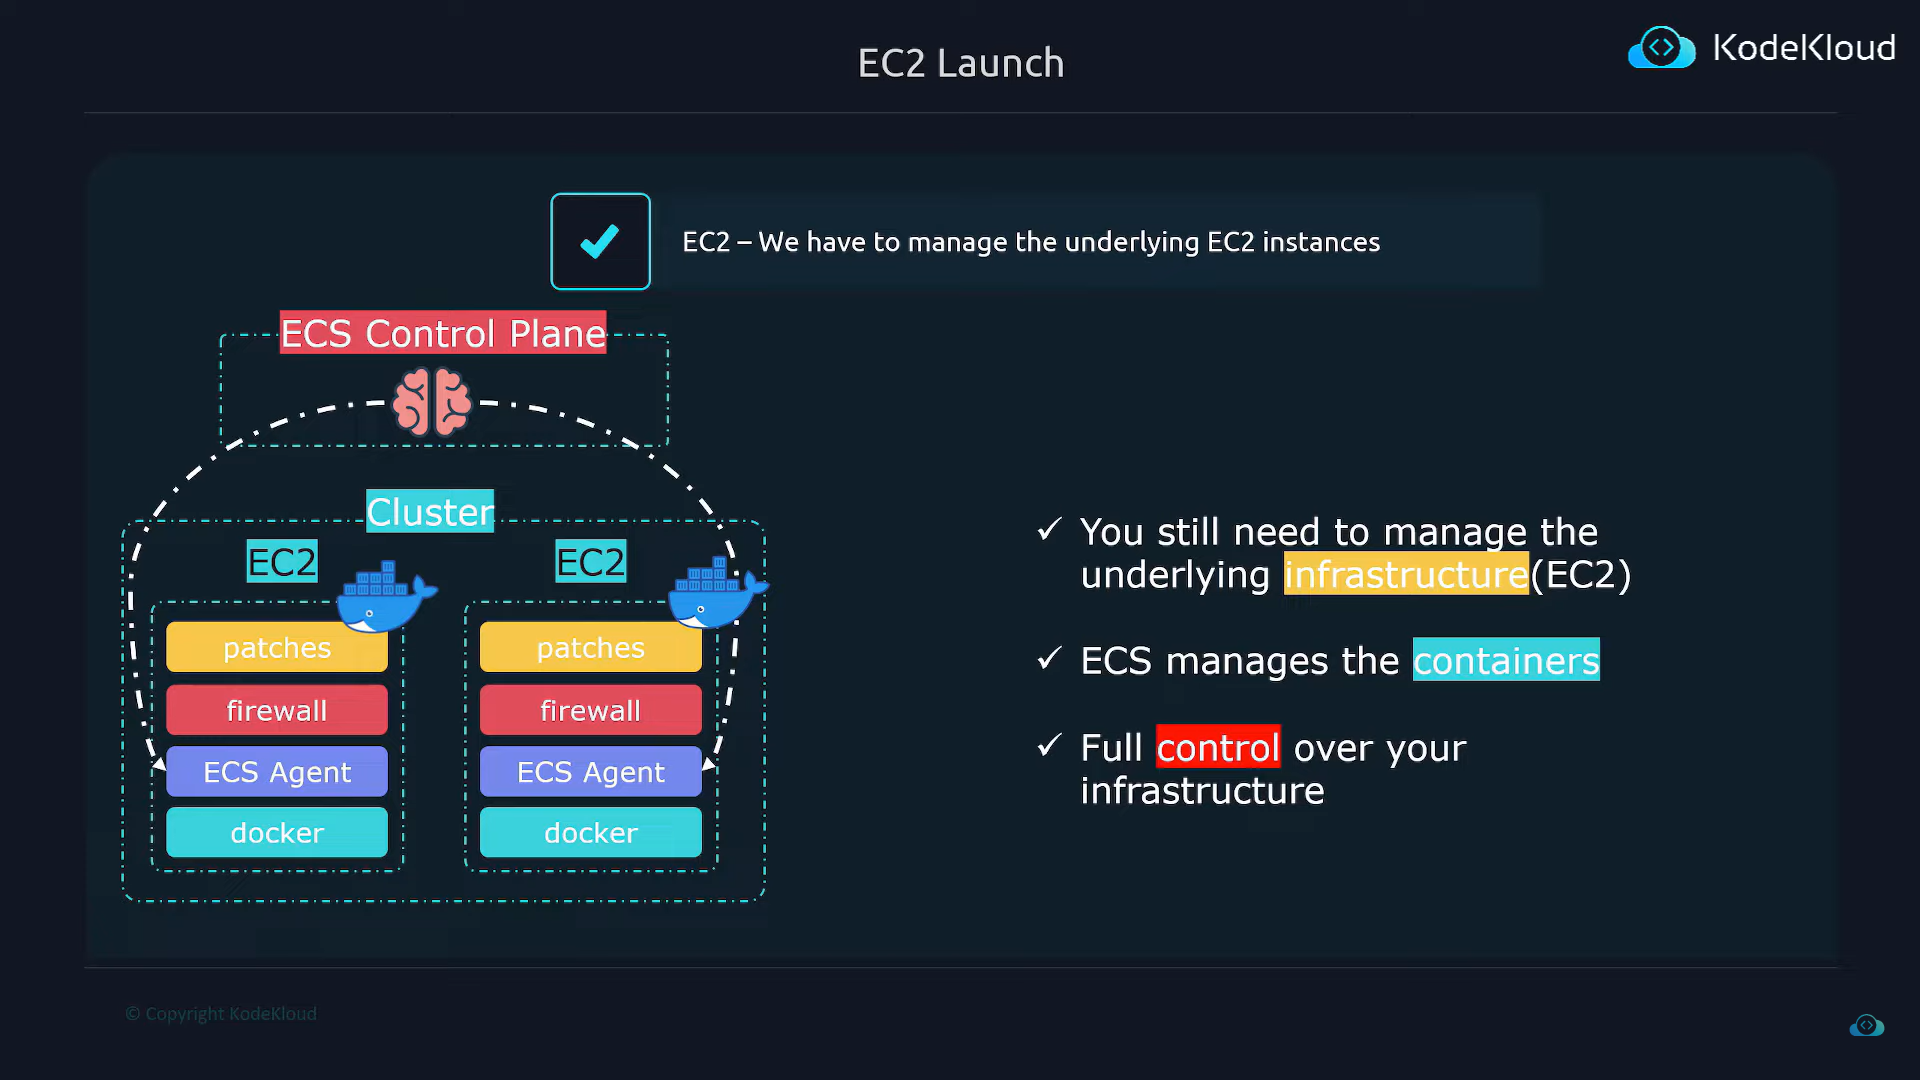 EC2 Launch
KodeKloud
EC2 – We have to manage the underlying EC2 instances
ECS Control Plane
Cluster
EC2
patches
firewall
ECS Agent
docker
EC2
patches
firewall
ECS Agent
docker
✓ You still need to manage the
underlying infrastructure(EC2)
✓ ECS manages the containers
✓ Full control over your
infrastructure
© Copyright KodeKloud